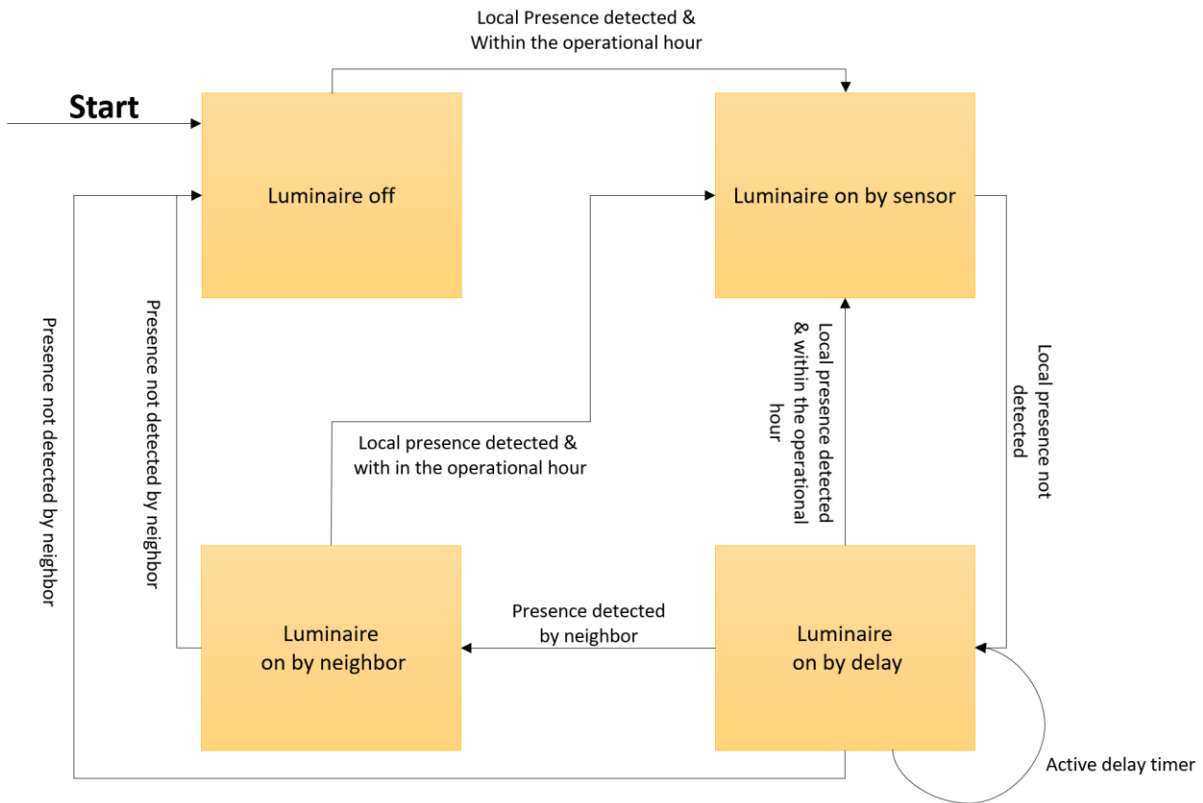 Local Presence detected &
Within the operational hour
Start
Luminaire off
Luminaire on by sensor
Presence not detected by neighbor
Presence not detected by neighbor
Local presence detected &
with in the operational hour
Local presence detected
& within the operational
hour
Local presence not
detected
Luminaire
on by neighbor
Presence detected
by neighbor
Luminaire
on by delay
Active delay timer